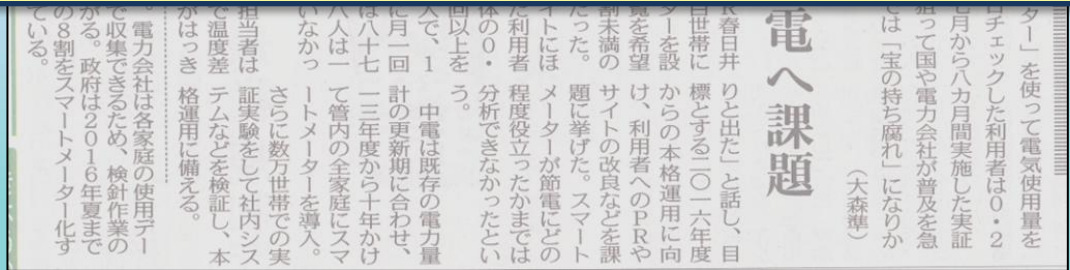 ター」を使って電気使用量を
日チェックした利用者は0・2
七月から八カ月間実施した実証
狙って国や電力会社が普及を急
では「宝の持ち腐れ」になりか
（大森準）
電へ課題
春日井
百世帯に
ターを設
覧を希望
割未満の
だった。
イトにほ
た利用者
体の0・
回以上を
人で、1
に月一回
は八十七
八人は一
いなかっ
担当者は
で温度差
がはっき
りと出た」と話し、目
標とする二〇一六年度
からの本格運用に向
け、利用者へのPRや
サイトの改良などを課
題に挙げた。スマート
メーターが節電にどの
程度役立ったかまでは
分析できなかったとい
う。
中電は既存の電力量
計の更新期に合わせ、
一三年度から十年かけ
て管内の全家庭にスマ
ートメーターを導入。
さらに数万世帯での実
証実験をして社内シス
テムなどを検証し、本
格運用に備える。
。電力会社は各家庭の使用デー
で収集できるため、検針作業の
がる。政府は2016年夏まで
の8割をスマートメーター化す
ている。